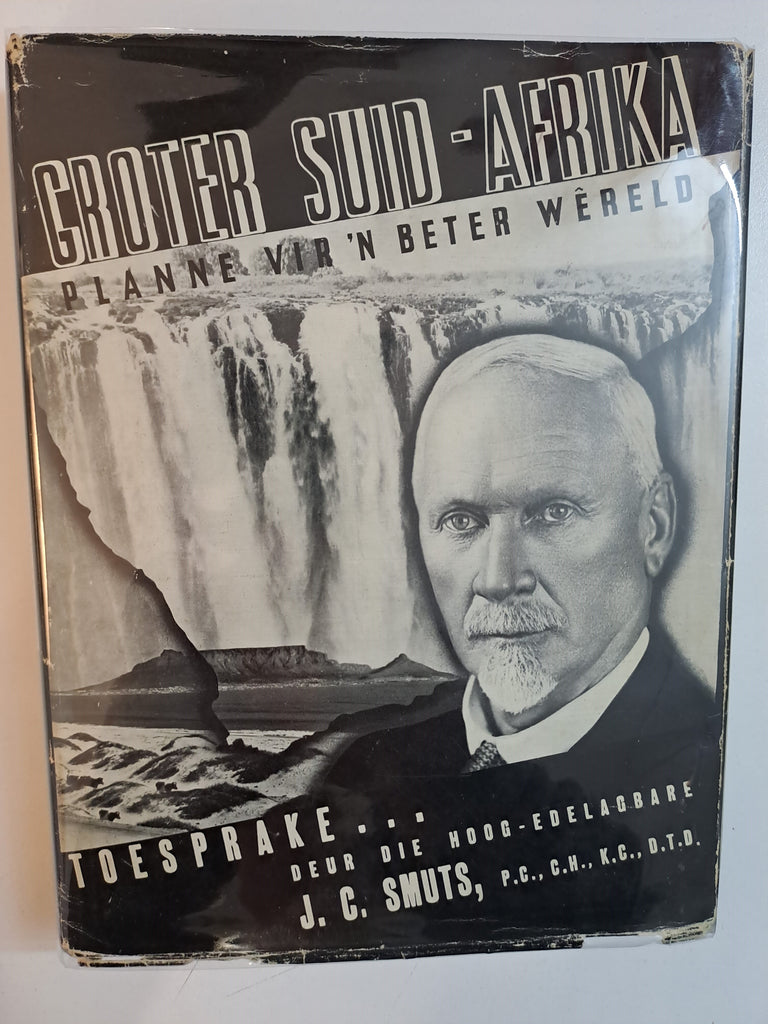 GROTER SUID-AFRIKA
PLANNE VIR 'N BETER WÊRELD
TOESPRAKE...
DEUR DIE HOOG-EDELAGBARE
J. C. SMUTS, P.C., C.H., K.C., D.T.D.